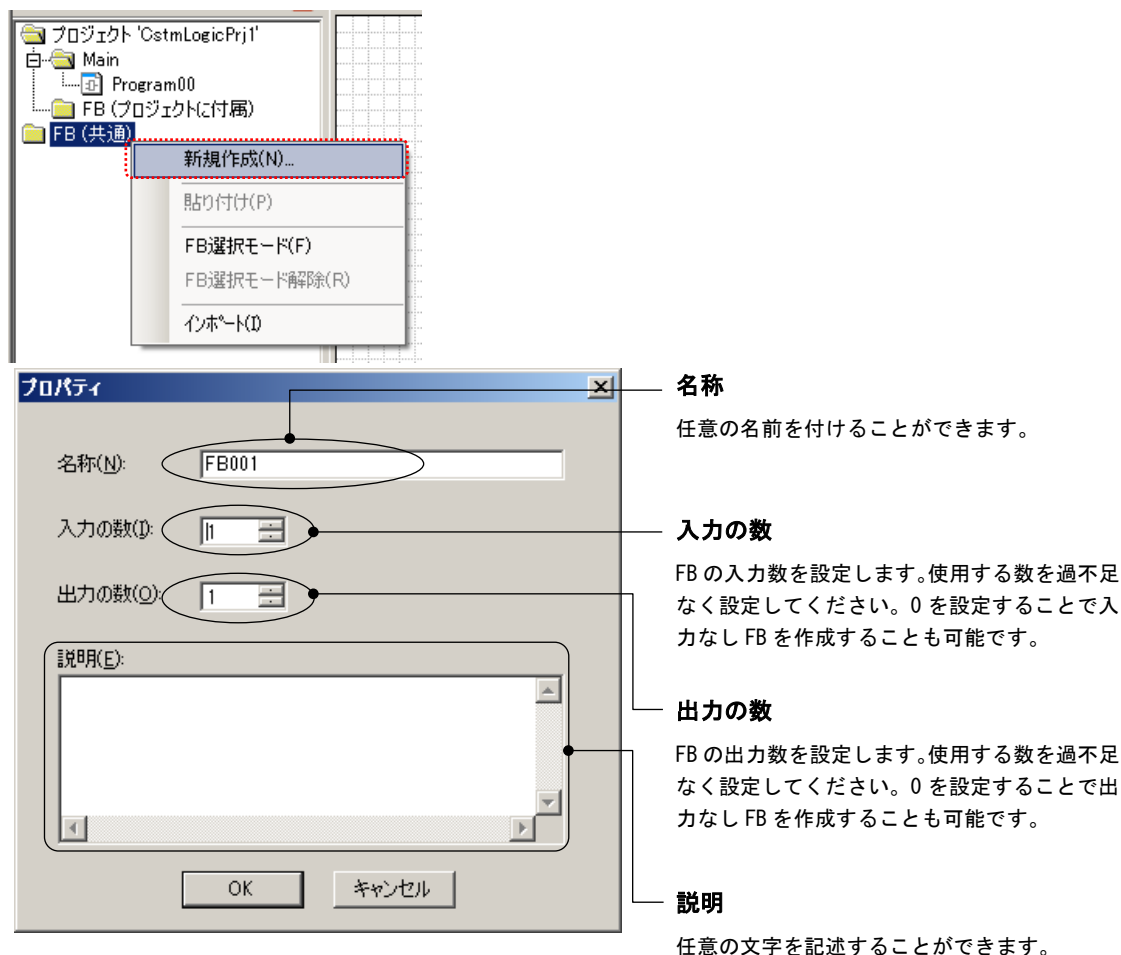 プロジェクト 'CstmLogicPrj1'
Main
Program00
FB (プロジェクトに付属)
FB (共通)
新規作成(N)...
貼り付け(P)
FB選択モード(F)
FB選択モード解除(R)
インポート(I)
プロパティ
名称(N):
FB001
入力の数(I):
1
出力の数(O):
1
説明(E):
OK
キャンセル
名称
任意の名前を付けることができます。
入力の数
FB の入力数を設定します。使用する数を過不足
なく設定してください。0 を設定することで入
力なし FB を作成することも可能です。
出力の数
FB の出力数を設定します。使用する数を過不足
なく設定してください。0 を設定することで出
力なし FB を作成することも可能です。
説明
任意の文字を記述することができます。